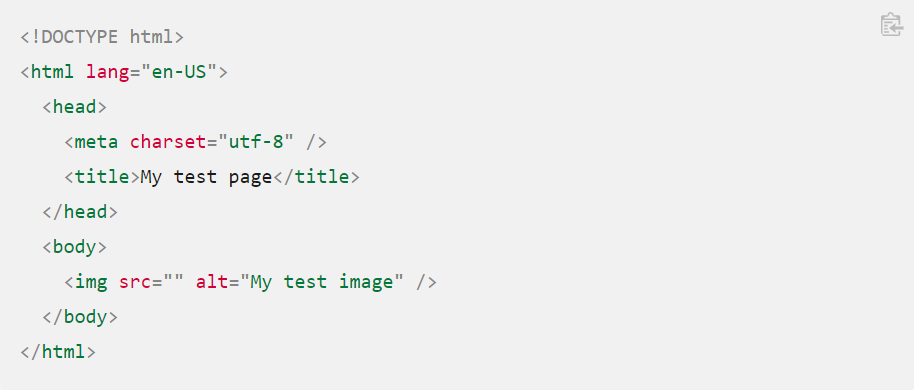 <!DOCTYPE html>
<html lang="en-US">
  <head>
    <meta charset="utf-8" />
    <title>My test page</title>
  </head>
  <body>
    <img src="" alt="My test image" />
  </body>
</html>